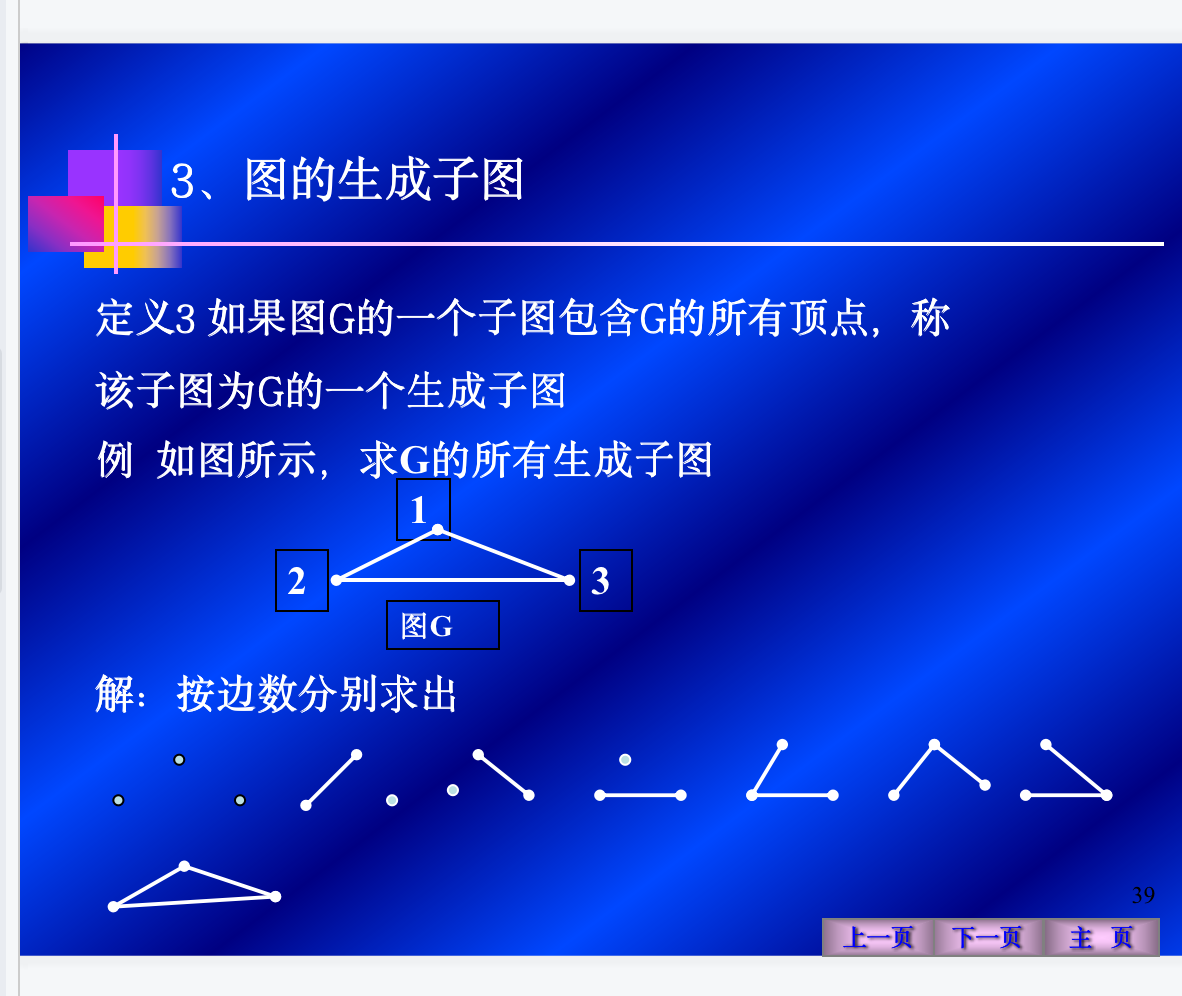 3、图的生成子图
定义3 如果图G的一个子图包含G的所有顶点，称
该子图为G的一个生成子图
例 如图所示，求G的所有生成子图
1
2
3
图G
解：按边数分别求出
39
上一页 下一页 主 页